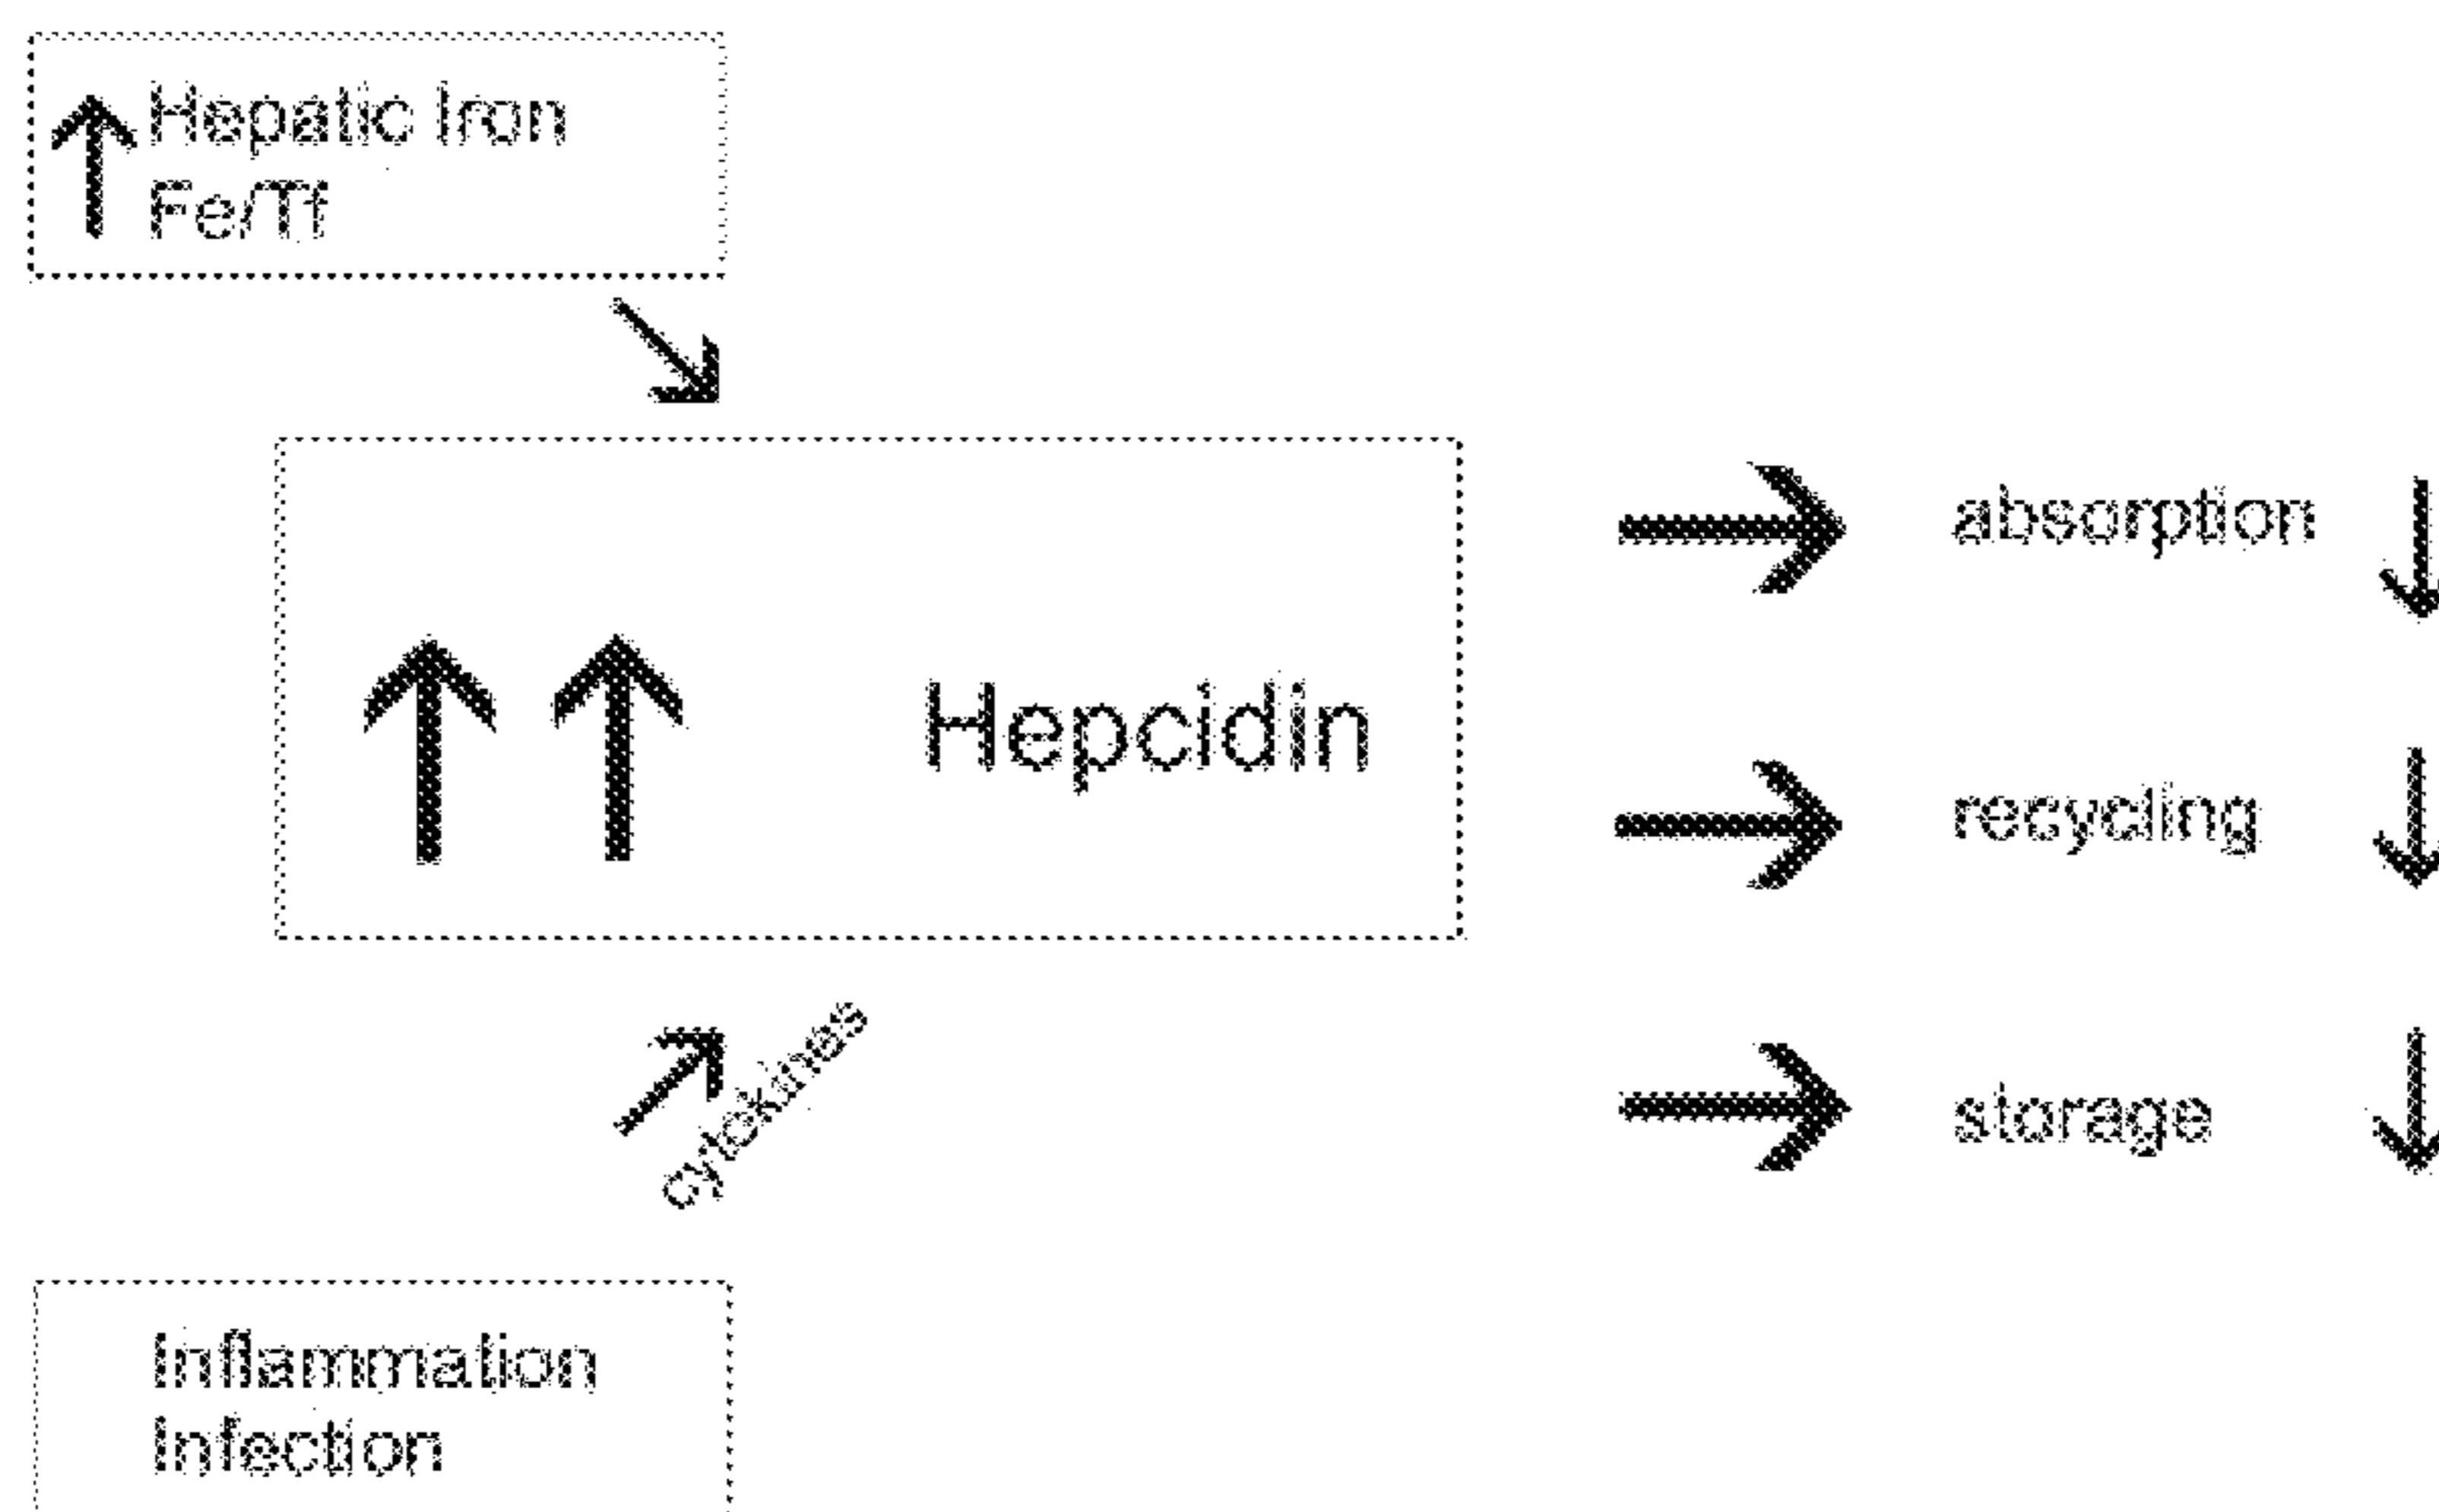 Hepatic Iron
Fe/Tf
absorption
Hepcidin
recycling
cytokines
storage
Inflammation
Infection